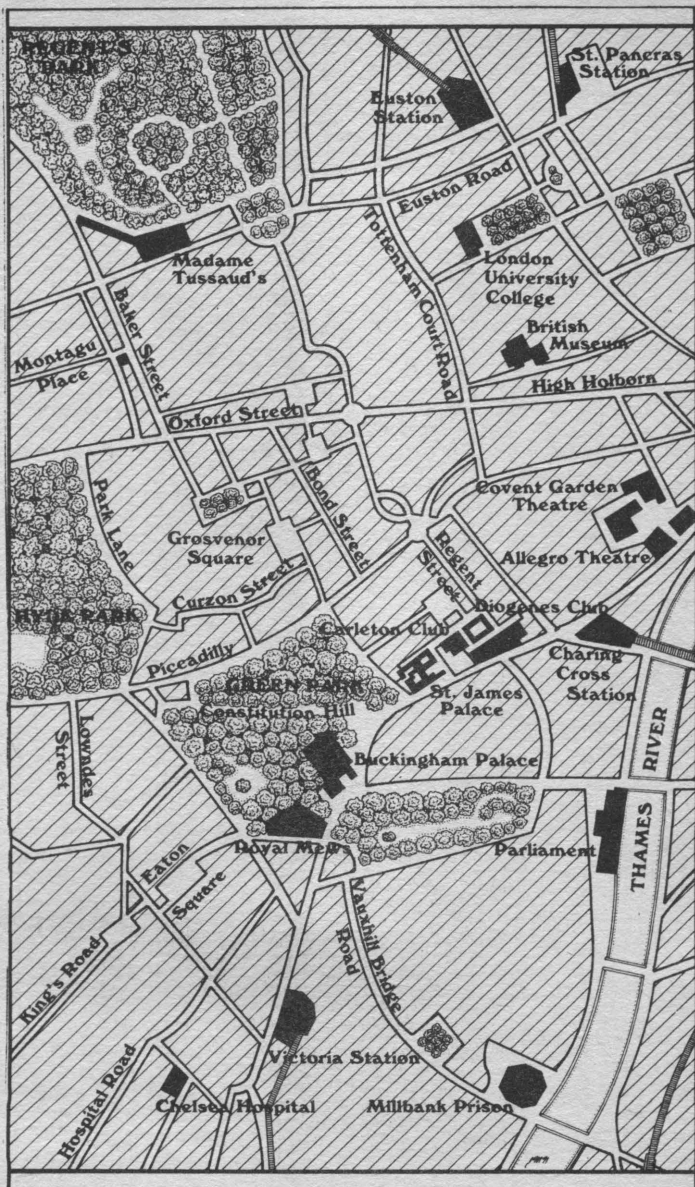 REGENT'S
PARK
St. Pancras
Station
Euston
Station
Euston Road
Tottenham Court Road
Madame
Tussaud's
London
University
College
Baker Street
British
Museum
Montagu
Place
High Holborn
Oxford Street
Park Lane
Bond Street
Covent Garden
Theatre
Grosvenor
Square
Regent
Street
Allegro Theatre
Curzon Street
HYDE PARK
Diogenes Club
Carleton Club
Piccadilly
Charing
Cross
Station
GREEN PARK
St. James
Palace
Constitution Hill
Lowndes
Street
Buckingham Palace
THAMES RIVER
Royal Mews
Parliament
Eaton
Square
Vauxhill Bridge
Road
King's Road
Victoria Station
Hospital Road
Chelsea Hospital
Millbank Prison